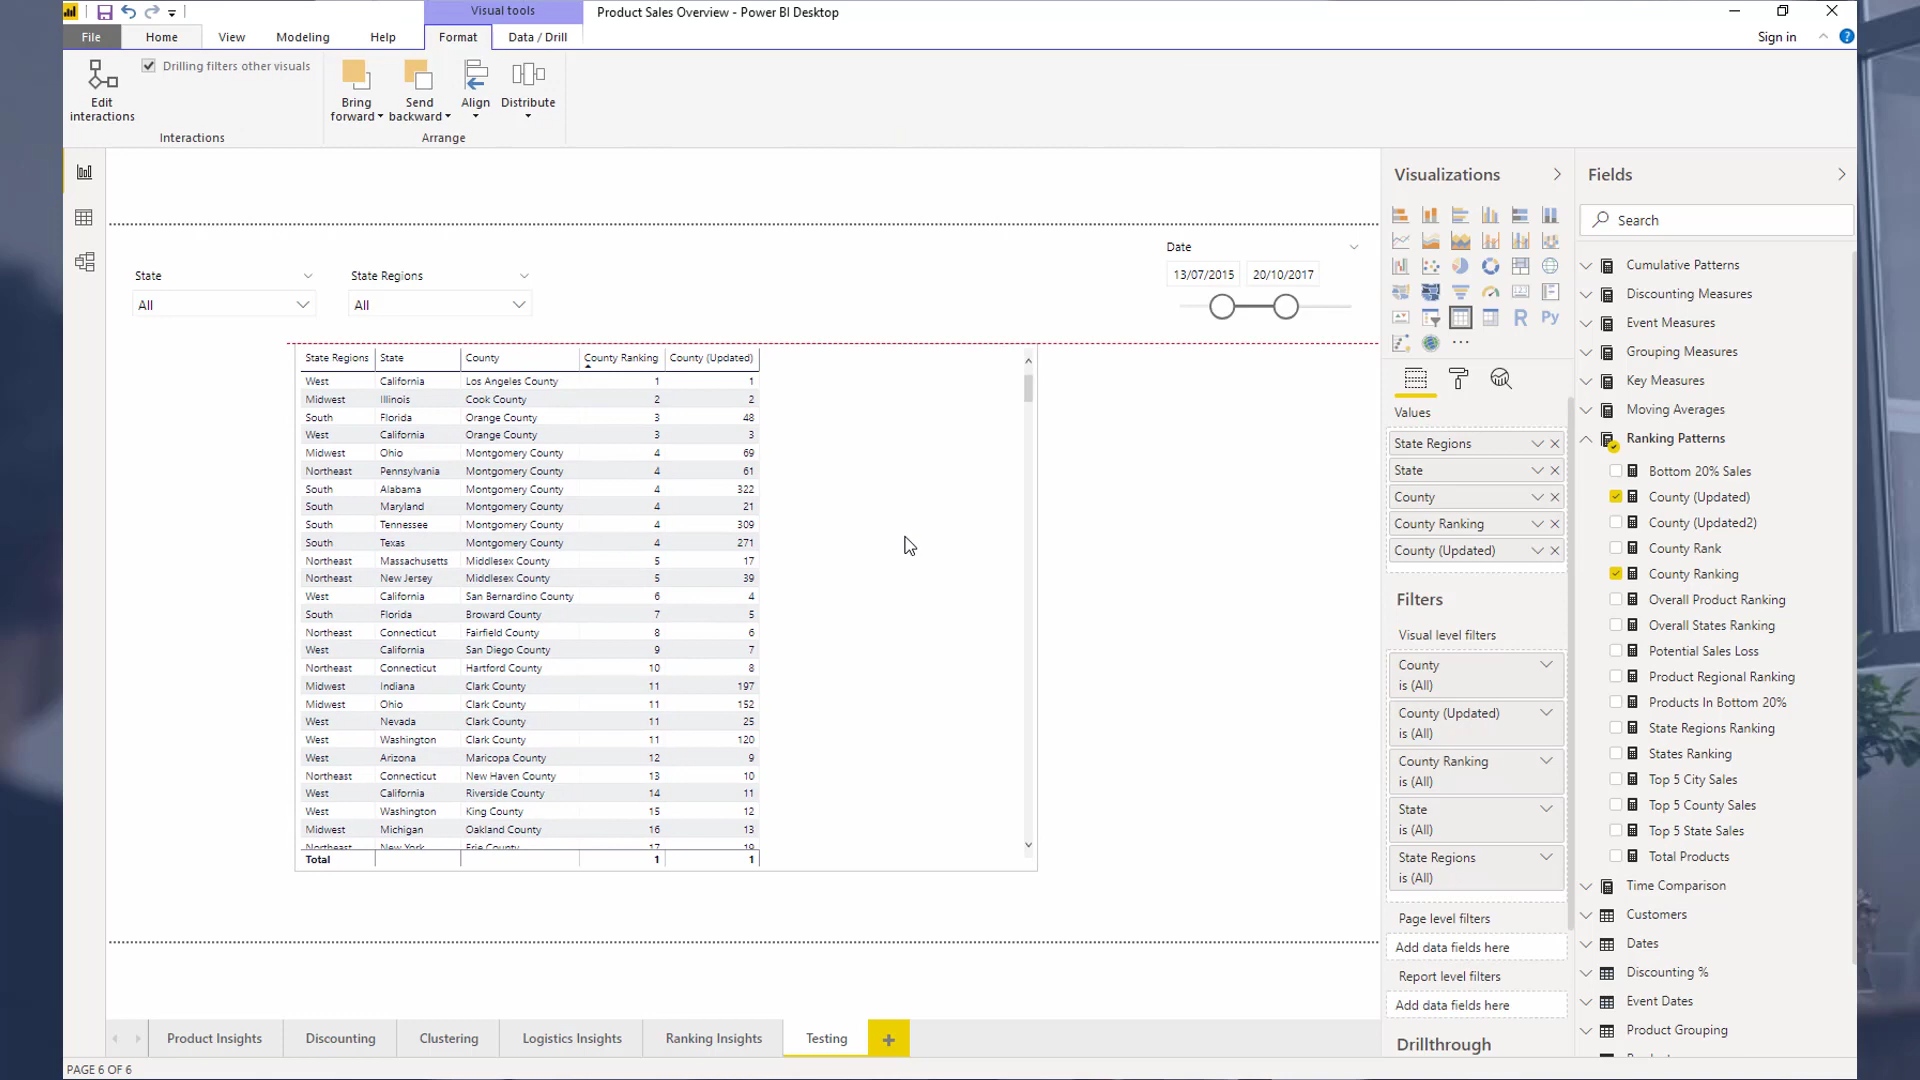 Visual tools
Product Sales Overview - Power BI Desktop
File
Home
View
Modeling
Help
Format
Data / Drill
Sign in
Edit interactions
Drilling filters other visuals
Bring forward
Send backward
Align
Distribute
Interactions
Arrange
State
All
State Regions
All
Date
13/07/2015 20/10/2017
State Regions State County County Ranking County (Updated)
West California Los Angeles County 1 1
Midwest Illinois Cook County 2 2
South Florida Orange County 3 48
West California Orange County 3 3
Midwest Ohio Montgomery County 4 69
Northeast Pennsylvania Montgomery County 4 61
South Alabama Montgomery County 4 322
South Maryland Montgomery County 4 21
South Tennessee Montgomery County 4 309
South Texas Montgomery County 4 271
Northeast Massachusetts Middlesex County 5 17
Northeast New Jersey Middlesex County 5 39
West California San Bernardino County 6 4
South Florida Broward County 7 5
Northeast Connecticut Fairfield County 8 6
West California San Diego County 9 7
Northeast Connecticut Hartford County 10 8
Midwest Indiana Clark County 11 197
Midwest Ohio Clark County 11 152
West Nevada Clark County 11 25
West Washington Clark County 11 120
West Arizona Maricopa County 12 9
Northeast Connecticut New Haven County 13 10
West California Riverside County 14 11
West Washington King County 15 12
Midwest Michigan Oakland County 16 13
Northeast New York Erie County 17 19
Total 1 1
Visualizations
R
Py
Values
State Regions
State
County
County Ranking
County (Updated)
Filters
Visual level filters
County
is (All)
County (Updated)
is (All)
County Ranking
is (All)
State
is (All)
State Regions
is (All)
Page level filters
Add data fields here
Report level filters
Add data fields here
Drillthrough
Fields
Search
Cumulative Patterns
Discounting Measures
Event Measures
Grouping Measures
Key Measures
Moving Averages
Ranking Patterns
Bottom 20% Sales
County (Updated)
County (Updated2)
County Rank
County Ranking
Overall Product Ranking
Overall States Ranking
Potential Sales Loss
Product Regional Ranking
Products In Bottom 20%
State Regions Ranking
States Ranking
Top 5 City Sales
Top 5 County Sales
Top 5 State Sales
Total Products
Time Comparison
Customers
Dates
Discounting %
Event Dates
Product Grouping
Product Insights
Discounting
Clustering
Logistics Insights
Ranking Insights
Testing
PAGE 6 OF 6